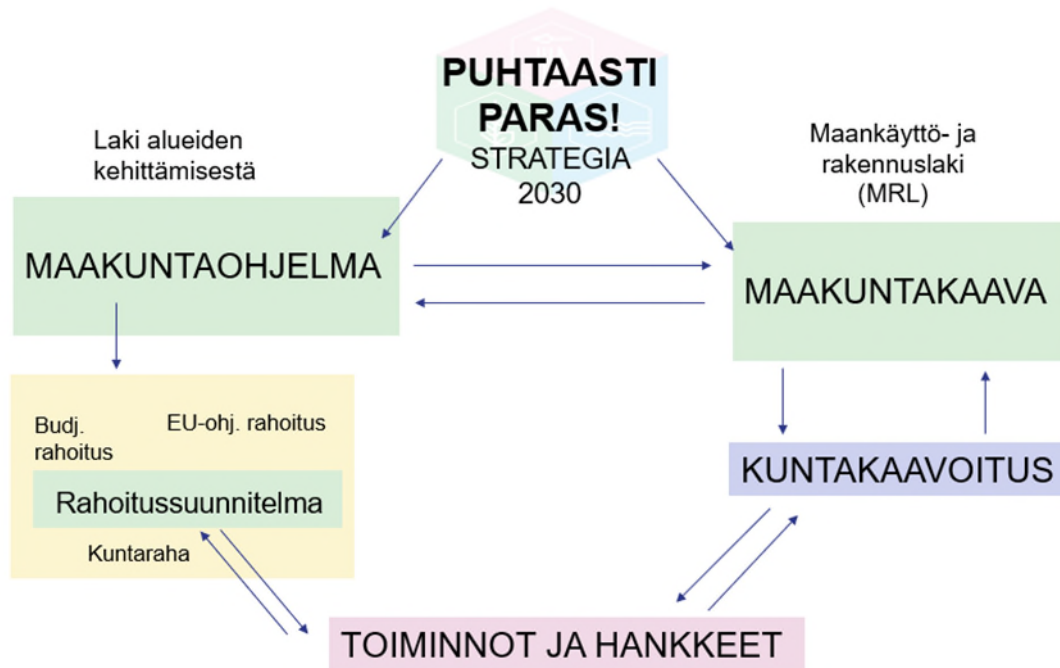 PUHTAASTI
PARAS!
STRATEGIA
2030
Laki alueiden
kehittämisestä
Maankäyttö- ja
rakennuslaki
(MRL)
MAAKUNTAOHJELMA
MAAKUNTAKAAVA
Budj.
rahoitus
EU-ohj. rahoitus
Rahoitussuunnitelma
Kuntaraha
KUNTAKAAVOITUS
TOIMINNOT JA HANKKEET